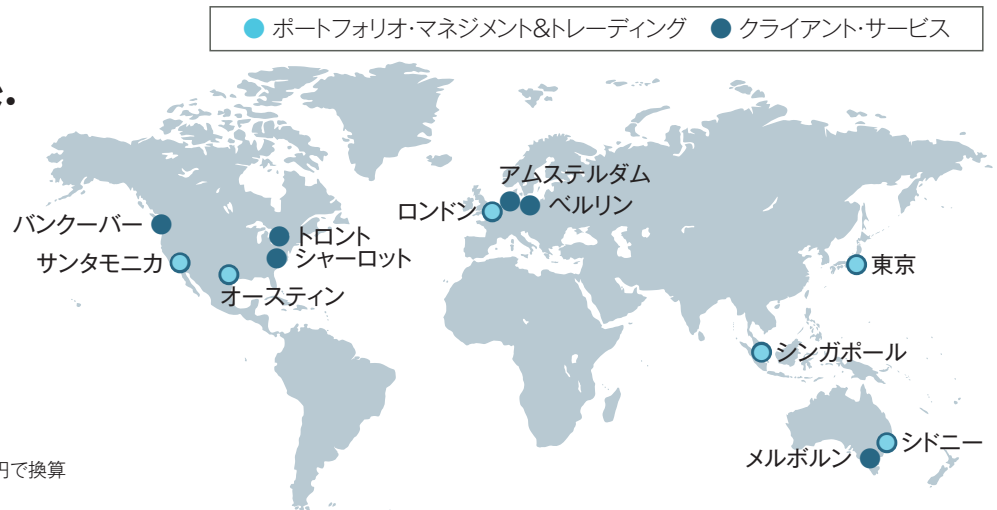 ポートフォリオ・マネジメント&トレーディング クライアント・サービス
アムステルダム
ロンドン
ベルリン
バンクーバー
トロント
サンタモニカ
シャーロット
オースティン
東京
シンガポール
シドニー
メルボルン
円で換算